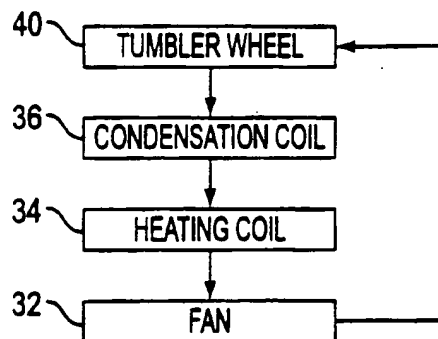 40
TUMBLER WHEEL
36
CONDENSATION COIL
34
HEATING COIL
32
FAN